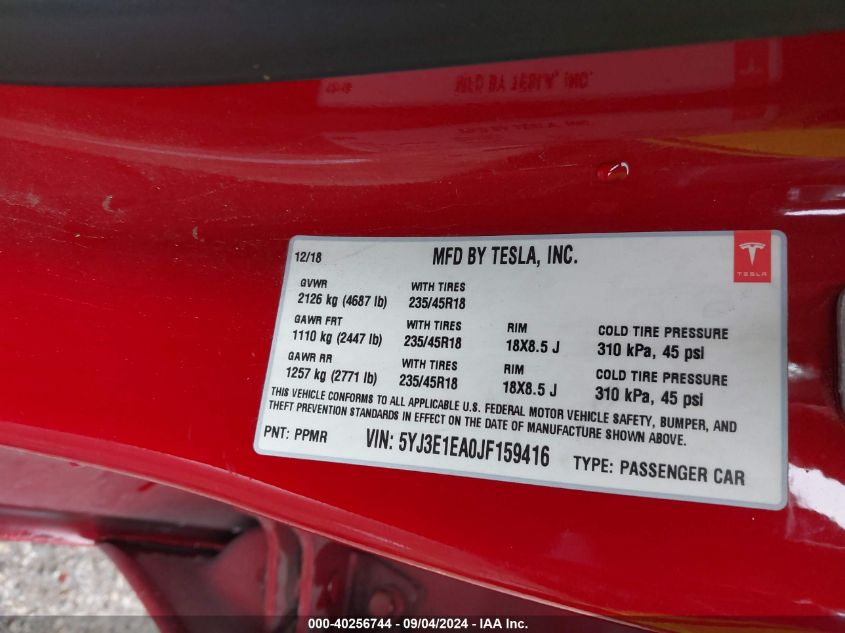 12/18 MFD BY TESLA, INC.
TESLA
GVWR WITH TIRES
2126 kg (4687 lb) 235/45R18
GAWR FRT WITH TIRES RIM COLD TIRE PRESSURE
1110 kg (2447 lb) 235/45R18 18X8.5 J 310 kPa, 45 psi
GAWR RR WITH TIRES RIM COLD TIRE PRESSURE
1257 kg (2771 lb) 235/45R18 18X8.5 J 310 kPa, 45 psi
THIS VEHICLE CONFORMS TO ALL APPLICABLE U.S. FEDERAL MOTOR VEHICLE SAFETY, BUMPER, AND
THEFT PREVENTION STANDARDS IN EFFECT ON THE DATE OF MANUFACTURE SHOWN ABOVE.
PNT: PPMR VIN: 5YJ3E1EA0JF159416 TYPE: PASSENGER CAR
000-40256744 - 09/04/2024 - IAA Inc.